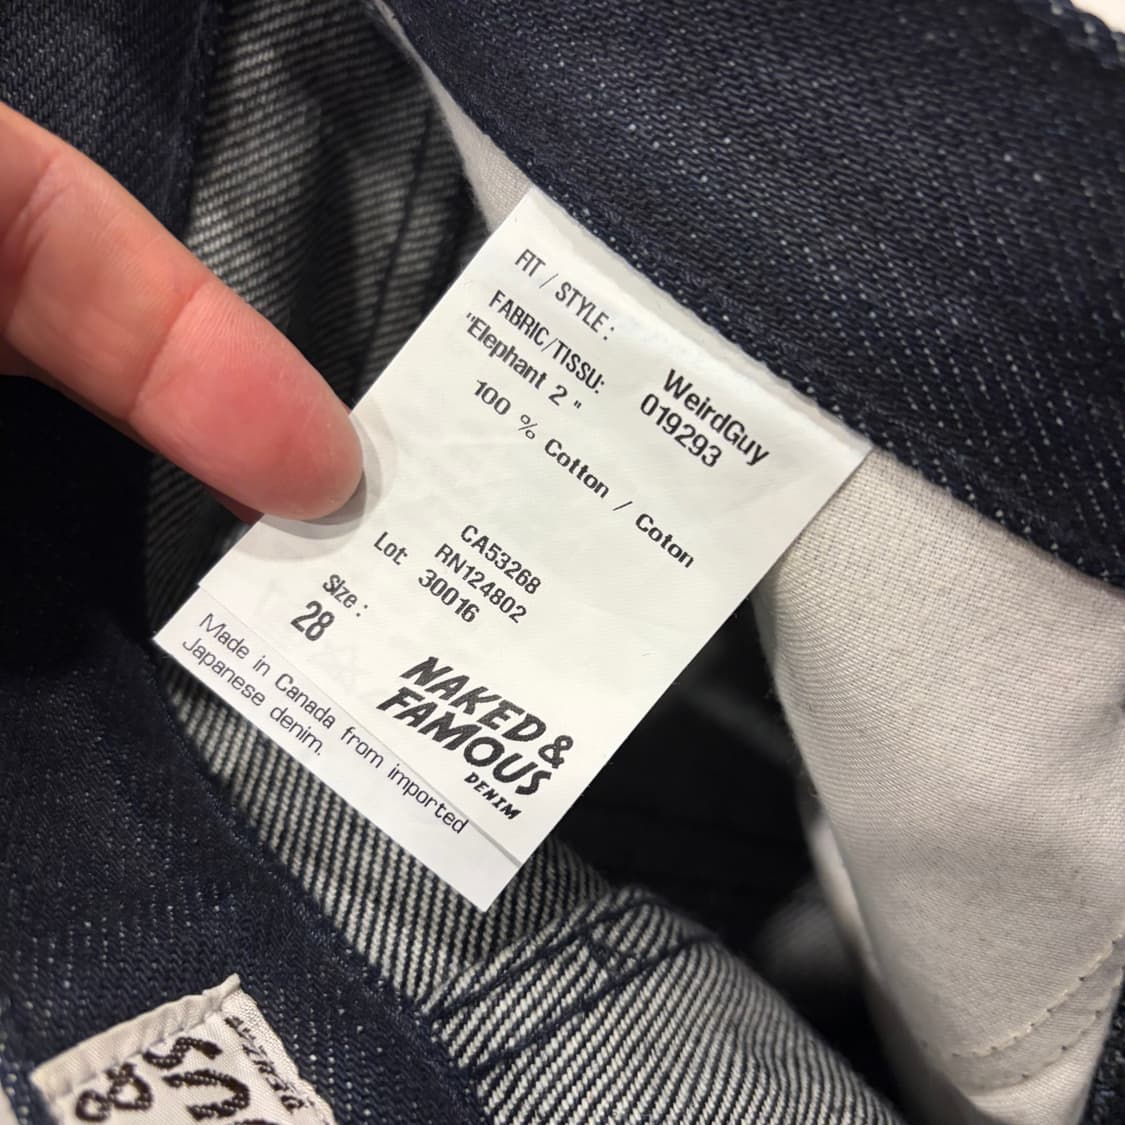 FIT / STYLE:
WeirdGuy
FABRIC/TISSU:
019293
"Elephant 2"
100 % Cotton / Coton
CA53268
RN124802
Lot 30016
Size:
28
NAKED &
FAMOUS
DENIM
Made in Canada from imported
Japanese denim.